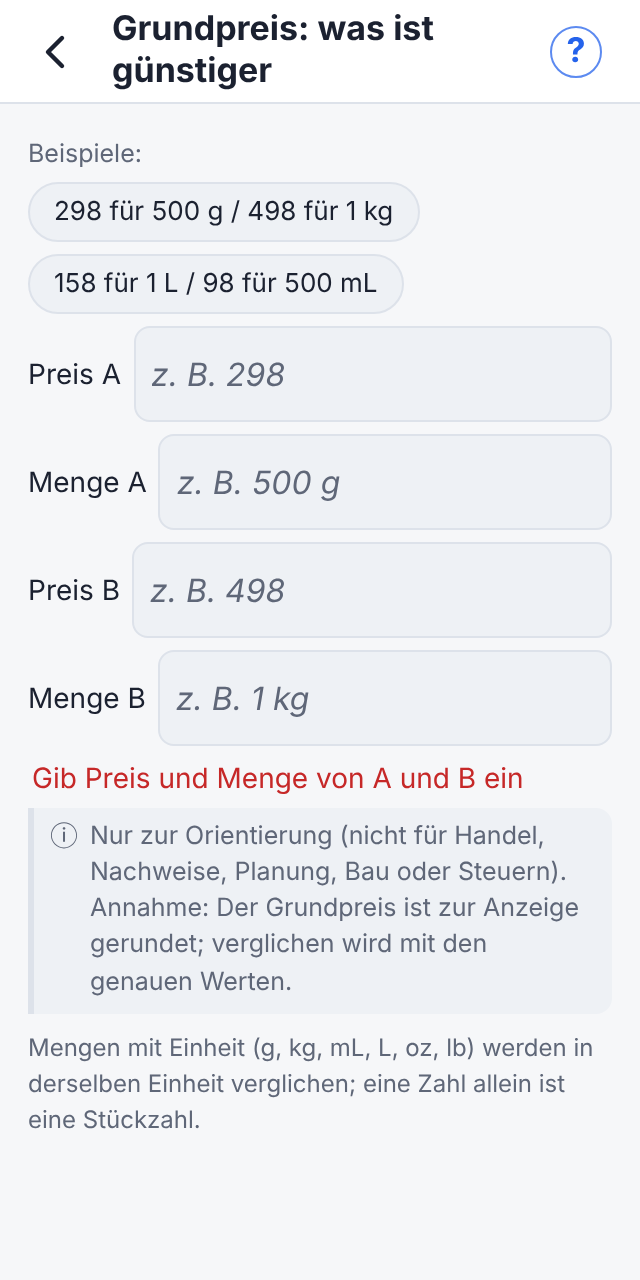 Grundpreis: was ist
günstiger
?
Beispiele:
298 für 500 g / 498 für 1 kg
158 für 1 L / 98 für 500 mL
Preis A
z. B. 298
Menge A
z. B. 500 g
Preis B
z. B. 498
Menge B
z. B. 1 kg
Gib Preis und Menge von A und B ein
Nur zur Orientierung (nicht für Handel,
Nachweise, Planung, Bau oder Steuern).
Annahme: Der Grundpreis ist zur Anzeige
gerundet; verglichen wird mit den
genauen Werten.
Mengen mit Einheit (g, kg, mL, L, oz, lb) werden in
derselben Einheit verglichen; eine Zahl allein ist
eine Stückzahl.